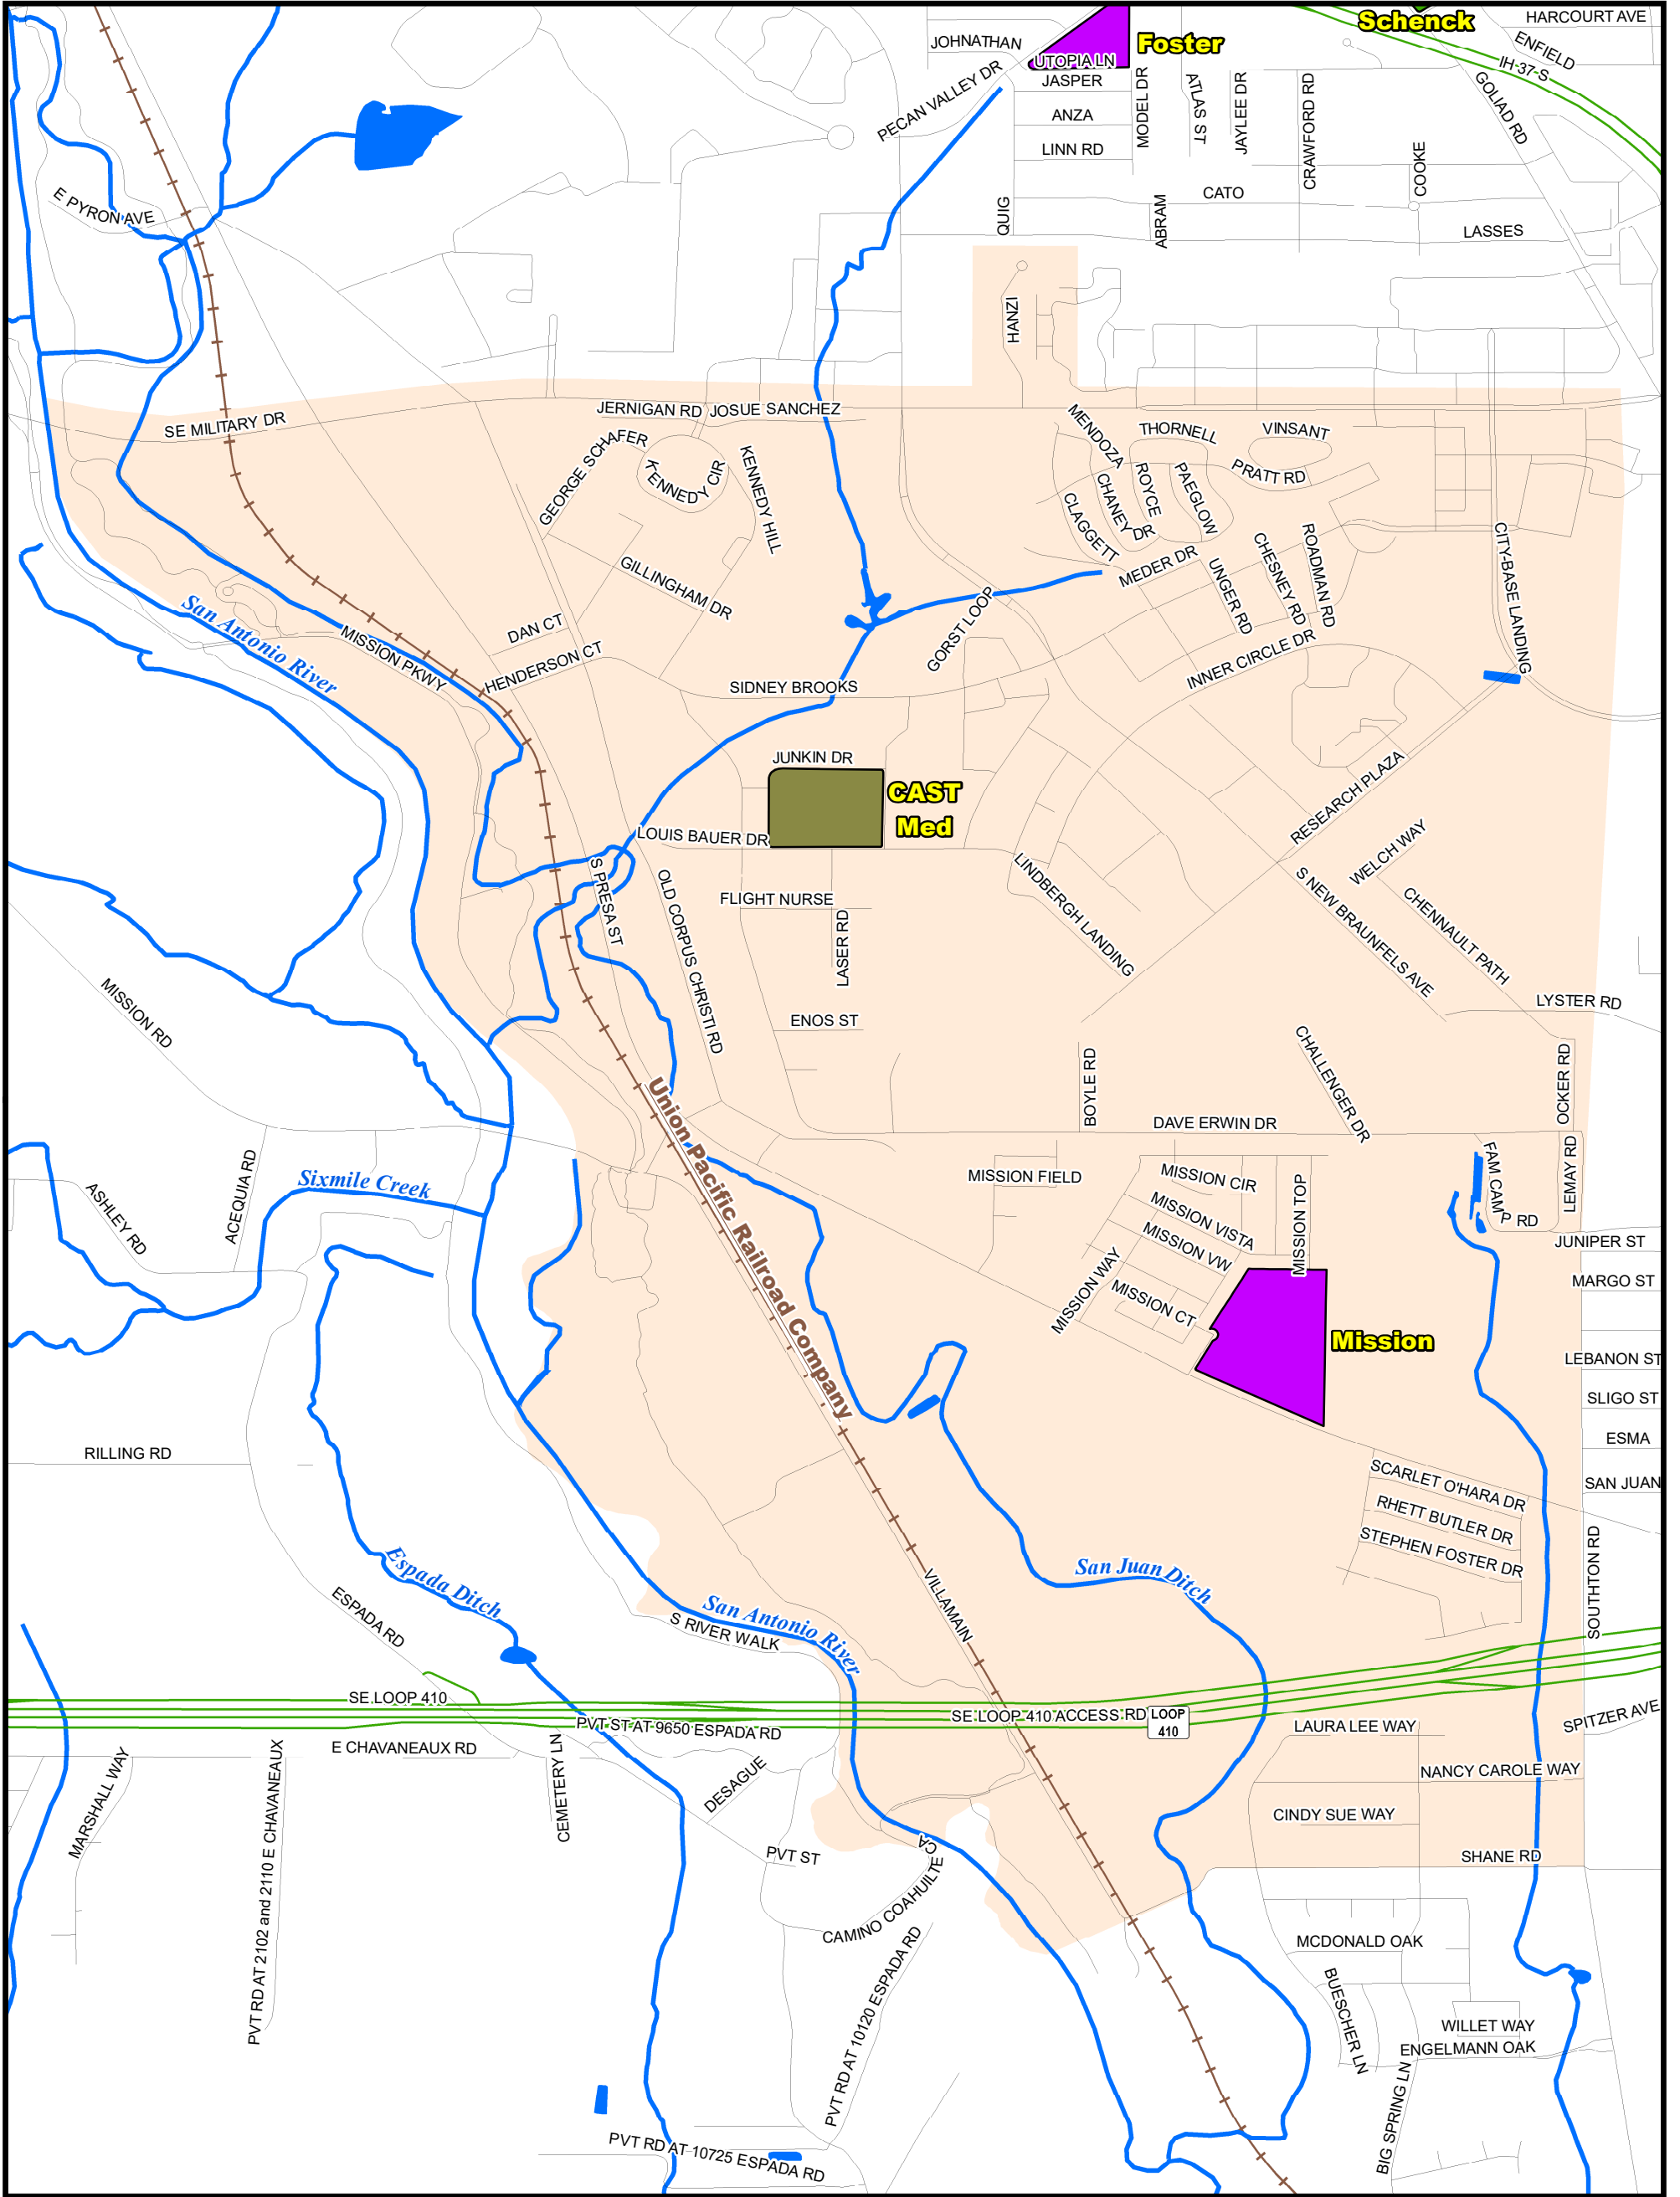 Schenck
HARCOURT AVE
ENFIELD
IH 37 S
GOLIAD RD
Foster
JOHNATHAN
UTOPIA LN
PECAN VALLEY DR
JASPER
ANZA
LINN RD
MODEL DR
ATLAS ST
JAYLEE DR
CRAWFORD RD
COOKE
CATO
QUIG
ABRAM
LASSES
E PYRON AVE
HANZI
SE MILITARY DR
JERNIGAN RD
JOSUE SANCHEZ
GEORGE SCHAFER
KENNEDY CIR
KENNEDY HILL
MENDOZA
THORNELL
VINSANT
PRATT RD
ROYCE
PAEGLOW
CHANEY DR
CLAGGETT
MEDER DR
UNGER RD
CHESNEY RD
ROADMAN RD
CITY-BASE LANDING
GILLINGHAM DR
DAN CT
HENDERSON CT
GORST LOOP
INNER CIRCLE DR
San Antonio River
MISSION PKWY
SIDNEY BROOKS
JUNKIN DR
CAST
Med
LOUIS BAUER DR
RESEARCH PLAZA
WELCH WAY
S PRESA ST
OLD CORPUS CHRISTI RD
FLIGHT NURSE
LASER RD
LINDBERGH LANDING
S NEW BRAUNFELS AVE
CHENNAULT PATH
LYSTER RD
MISSION RD
ENOS ST
BOYLE RD
CHALLENGER DR
OCKER RD
DAVE ERWIN DR
Union Pacific Railroad Company
Sixmile Creek
ACEQUIA RD
ASHLEY RD
MISSION FIELD
MISSION CIR
MISSION VISTA
MISSION VW
MISSION TOP
MISSION WAY
MISSION CT
FAM CAMP RD
LEMAY RD
JUNIPER ST
MARGO ST
Mission
LEBANON ST
SLIGO ST
ESMA
SAN JUAN
RILLING RD
SCARLET O'HARA DR
RHETT BUTLER DR
STEPHEN FOSTER DR
SOUTHTON RD
Espada Ditch
ESPADA RD
San Antonio River
S RIVER WALK
VILLAMAIN
San Juan Ditch
SE LOOP 410
PVT ST AT 9650 ESPADA RD
SE LOOP 410 ACCESS RD
LOOP
410
LAURA LEE WAY
SPITZER AVE
E CHAVANEAUX RD
MARSHALL WAY
PVT RD AT 2102 and 2110 E CHAVANEAUX
CEMETERY LN
DESAGUE
NANCY CAROLE WAY
CINDY SUE WAY
SHANE RD
PVT ST
CAMINO COAHUILTECA
PVT RD AT 10120 ESPADA RD
MCDONALD OAK
BUESCHER LN
WILLET WAY
ENGELMANN OAK
BIG SPRING LN
PVT RD AT 10725 ESPADA RD